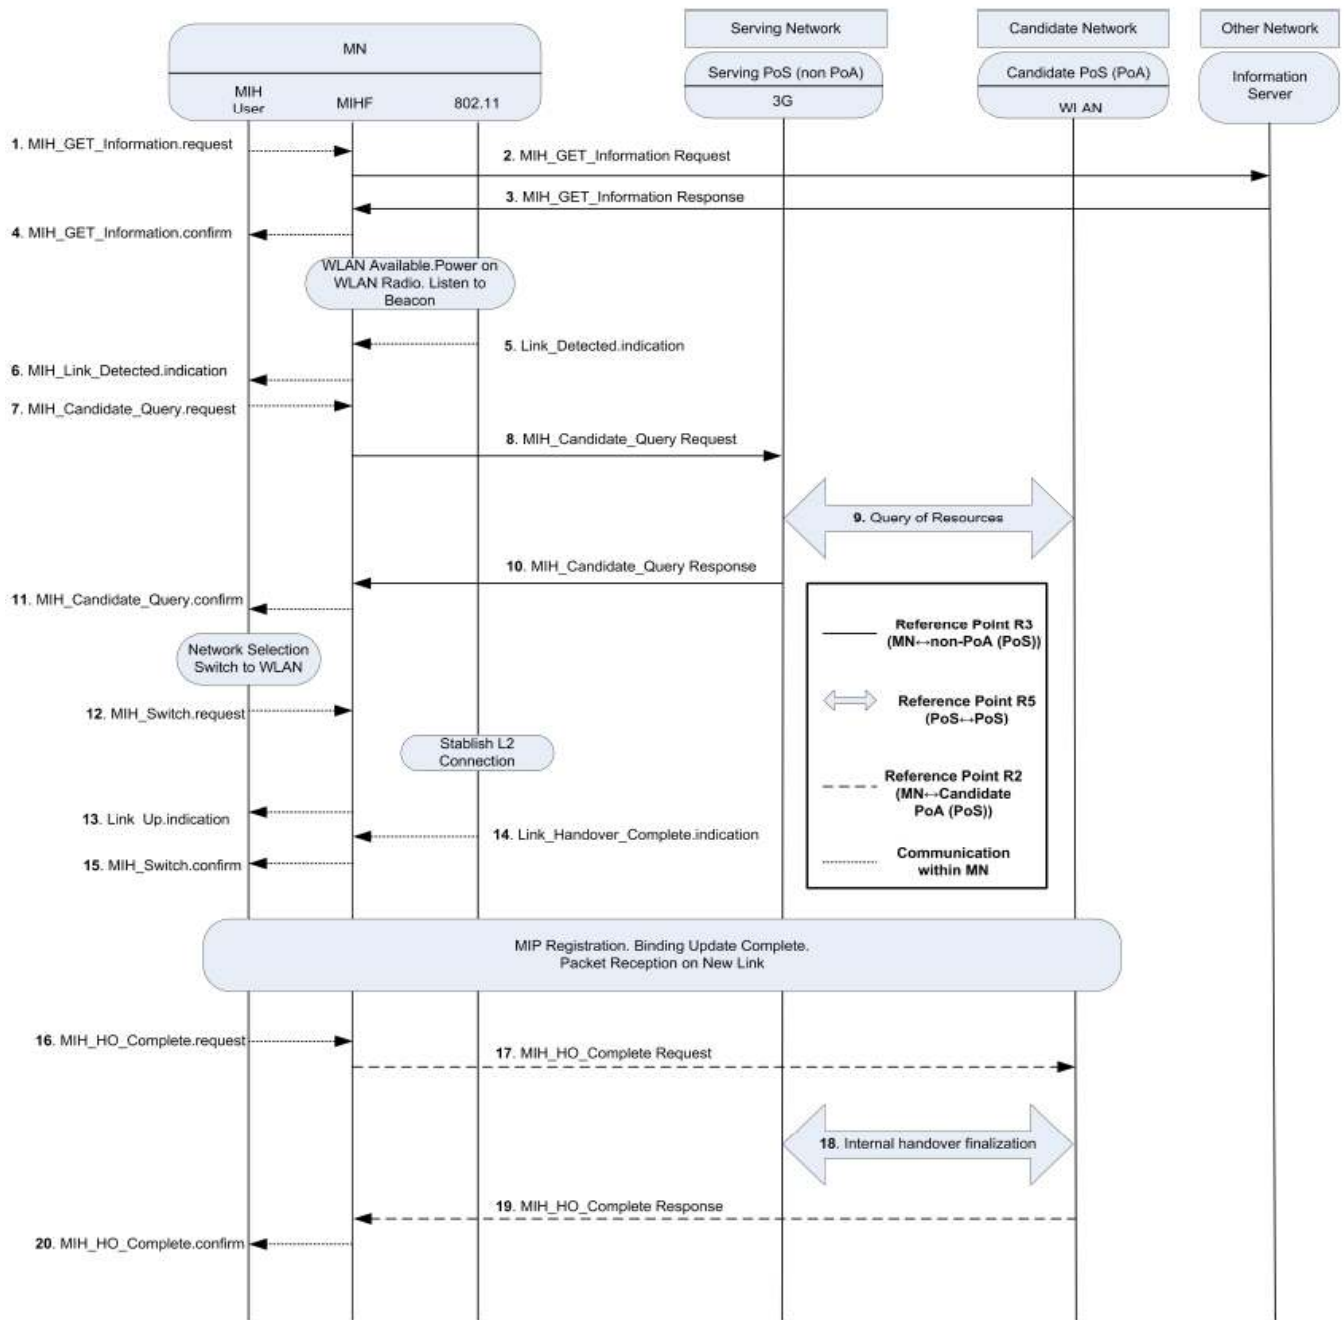 MN
MIH
User
MIHF
802.11
Serving Network
Serving PoS (non PoA)
3G
Candidate Network
Candidate PoS (PoA)
WLAN
Other Network
Information
Server
1. MIH_GET_Information.request
2. MIH_GET_Information Request
3. MIH_GET_Information Response
4. MIH_GET_Information.confirm
WLAN Available.Power on
WLAN Radio. Listen to
Beacon
5. Link_Detected.indication
6. MIH_Link_Detected.indication
7. MIH_Candidate_Query.request
8. MIH_Candidate_Query Request
9. Query of Resources
10. MIH_Candidate_Query Response
11. MIH_Candidate_Query.confirm
Network Selection
Switch to WLAN
12. MIH_Switch.request
Stablish L2
Connection
13. Link_Up.indication
14. Link_Handover_Complete.indication
15. MIH_Switch.confirm
Reference Point R3
(MN↔non-PoA (PoS))
Reference Point R5
(PoS↔PoS)
Reference Point R2
(MN↔Candidate
PoA (PoS))
Communication
within MN
MIP Registration. Binding Update Complete.
Packet Reception on New Link
16. MIH_HO_Complete.request
17. MIH_HO_Complete Request
18. Internal handover finalization
19. MIH_HO_Complete Response
20. MIH_HO_Complete.confirm